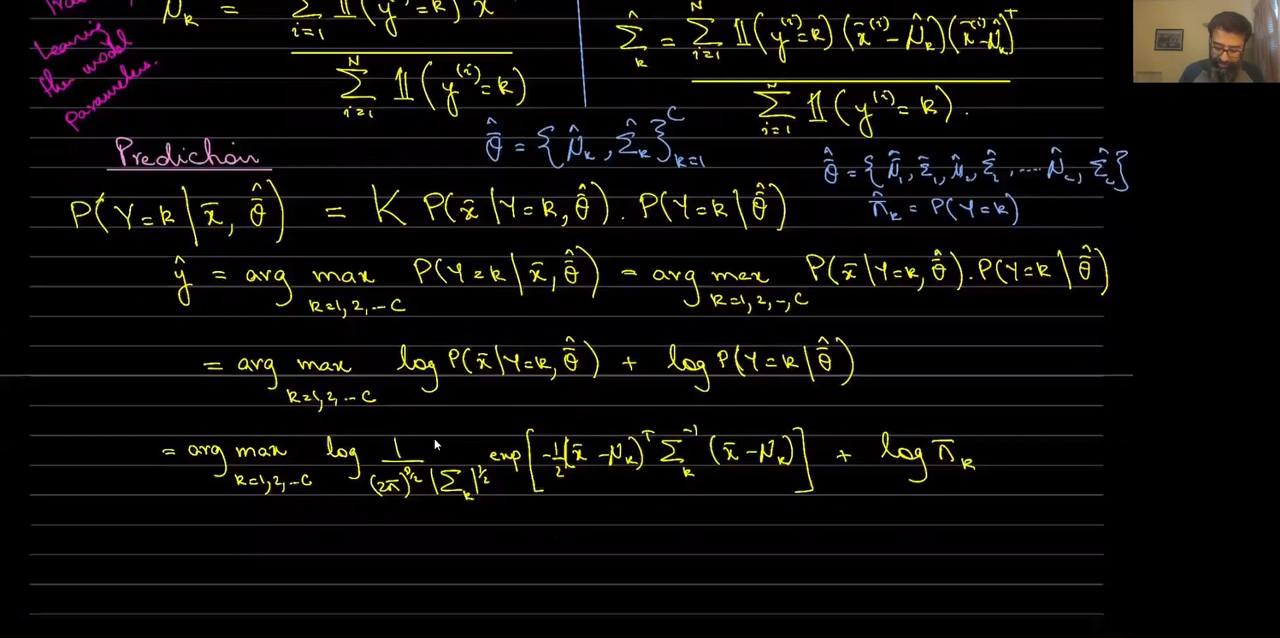 μ_k = Σ_{i=1} 𝟙(y^{(i)}=k) x̄ / Σ_{i=1}^{N} 𝟙(y^{(i)}=k)
Σ̂_k = Σ_{i=1}^{N} 𝟙(y^{(i)}=k) (x̄^{(i)} - μ̂_k)(x̄^{(i)} - μ̂_k)^T / Σ_{i=1}^{N} 𝟙(y^{(i)}=k).
Learning
the model
parameters.
Prediction
θ̂ = {μ̂_k, Σ̂_k}_{k=1}^{C}
θ̂ = {μ̂_1, Σ̂_1, μ̂_2, Σ̂_2, .... μ̂_c, Σ̂_c}
π̂_k = P(Y=k)
P(Y=k | x̄, θ̂) = K P(x̄ | Y=k, θ̂) . P(Y=k | θ̂)
ŷ = arg max_{k=1,2,--C} P(Y=k | x̄, θ̂) = arg max_{k=1,2,-,C} P(x̄ | Y=k, θ̂) . P(Y=k | θ̂)
= arg max_{k=1,2,--C} log P(x̄ | Y=k, θ̂) + log P(Y=k | θ̂)
= arg max_{k=1,2,--C} log 1/((2π)^{p/2} |Σ_k|^{1/2}) exp[-1/2 (x̄ - μ_k)^T Σ_k^{-1} (x̄ - μ_k)] + log π_k